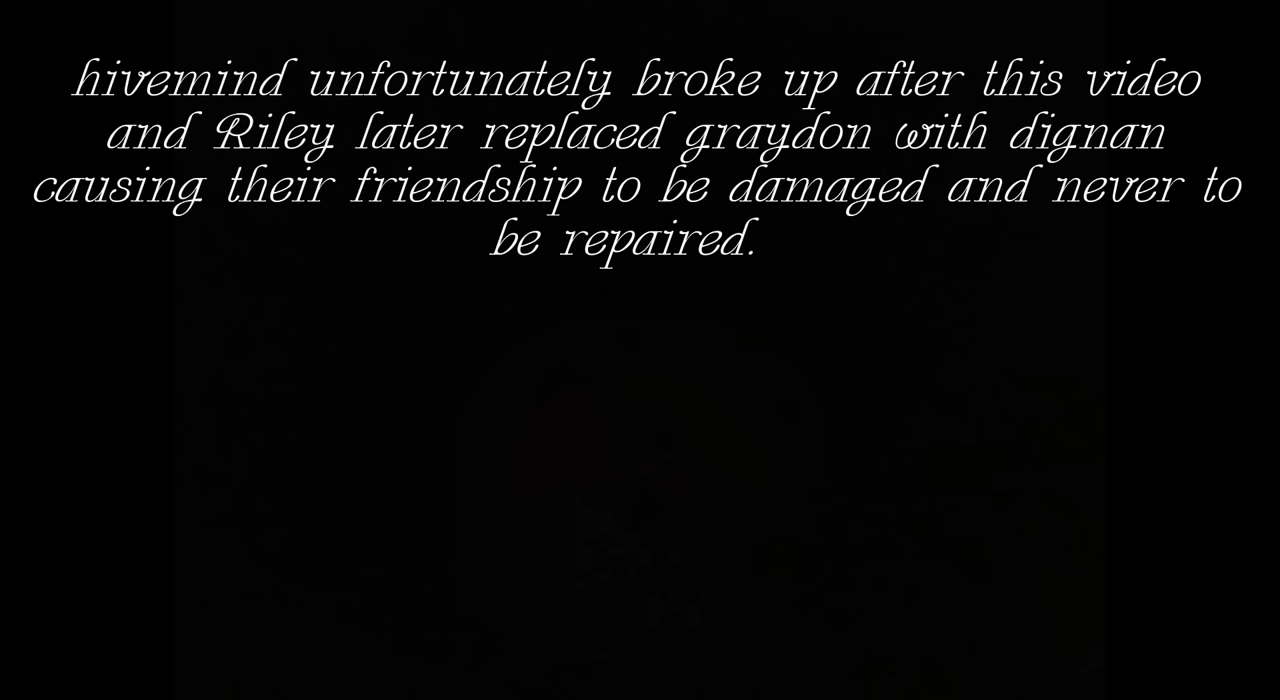 hivemind unfortunately broke up after this video
and Riley later replaced graydon with dignan
causing their friendship to be damaged and never to
be repaired.